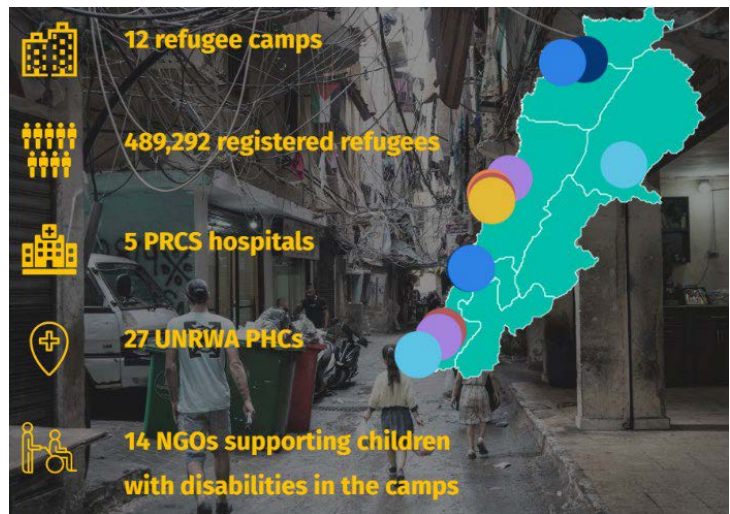 12 refugee camps
489,292 registered refugees
5 PRCS hospitals
27 UNRWA PHCs
14 NGOs supporting children
with disabilities in the camps